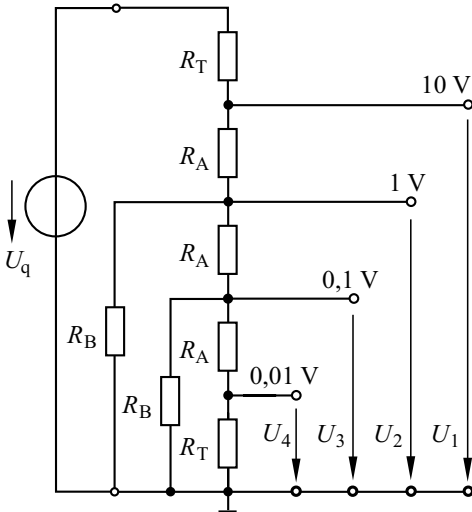 R_T
10 V
R_A
1 V
U_q
R_A
0,1 V
R_B
R_A
R_B
0,01 V
R_T
U_4
U_3
U_2
U_1